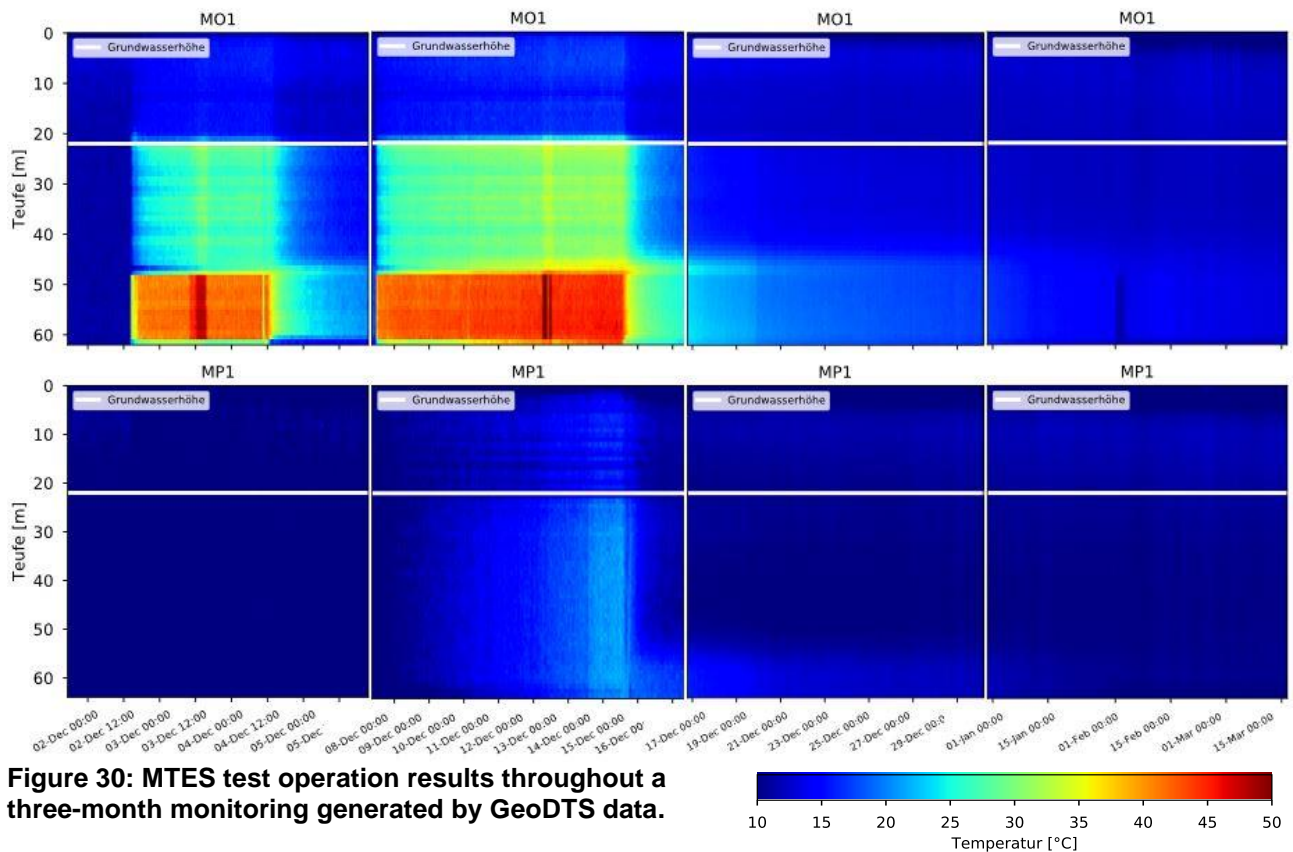 MO1 MO1 MO1 MO1
0
Grundwasserhöhe Grundwasserhöhe Grundwasserhöhe Grundwasserhöhe
10
20
30
40
50
60
Teufe [m]
MP1 MP1 MP1 MP1
0
Grundwasserhöhe Grundwasserhöhe Grundwasserhöhe Grundwasserhöhe
10
20
30
40
50
60
Teufe [m]
02-Dec 00:00 02-Dec 12:00 03-Dec 00:00 03-Dec 12:00 04-Dec 00:00 04-Dec 12:00 05-Dec 00:00 05-Dec 08-Dec 00:00 09-Dec 00:00 10-Dec 00:00 11-Dec 00:00 12-Dec 00:00 13-Dec 00:00 14-Dec 00:00 15-Dec 00:00 16-Dec 00: 17-Dec 00:00 19-Dec 00:00 21-Dec 00:00 23-Dec 00:00 25-Dec 00:00 27-Dec 00:00 29-Dec 00:0 01-Jan 00:00 15-Jan 00:00 01-Feb 00:00 15-Feb 00:00 01-Mar 00:00 15-Mar 00:00
Figure 30: MTES test operation results throughout a
three-month monitoring generated by GeoDTS data.
10 15 20 25 30 35 40 45 50
Temperatur [°C]